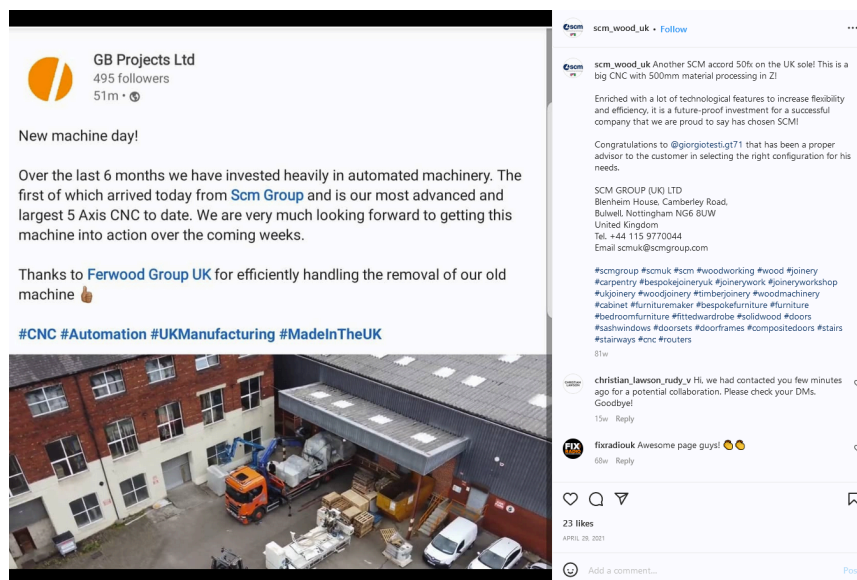 GB Projects Ltd
495 followers
51m •
New machine day!
Over the last 6 months we have invested heavily in automated machinery. The
first of which arrived today from Scm Group and is our most advanced and
largest 5 Axis CNC to date. We are very much looking forward to getting this
machine into action over the coming weeks.
Thanks to Ferwood Group UK for efficiently handling the removal of our old
machine 👍🏾
#CNC #Automation #UKManufacturing #MadeInTheUK
scm
scm_wood_uk • Follow
scm
scm_wood_uk Another SCM accord 50fx on the UK sole! This is a
big CNC with 500mm material processing in Z!
Enriched with a lot of technological features to increase flexibility
and efficiency, it is a future-proof investment for a successful
company that we are proud to say has chosen SCM!
Congratulations to @giorgiotesti.gt71 that has been a proper
advisor to the customer in selecting the right configuration for his
needs.
SCM GROUP (UK) LTD
Blenheim House, Camberley Road,
Bulwell, Nottingham NG6 8UW
United Kingdom
Tel. +44 115 9770044
Email scmuk@scmgroup.com
#scmgroup #scmuk #scm #woodworking #wood #joinery
#carpentry #bespokejoineryuk #joinerywork #joineryworkshop
#ukjoinery #woodjoinery #timberjoinery #woodmachinery
#cabinet #furnituremaker #bespokefurniture #furniture
#bedroomfurniture #fittedwardrobe #solidwood #doors
#sashwindows #doorsets #doorframes #compositedoors #stairs
#stairways #cnc #routers
81w
christian_lawson_rudy_v Hi, we had contacted you few minutes
ago for a potential collaboration. Please check your DMs.
Goodbye!
15w Reply
FIX
RADIO
fixradiouk Awesome page guys! 👏👏
68w Reply
23 likes
APRIL 29, 2021
Add a comment...